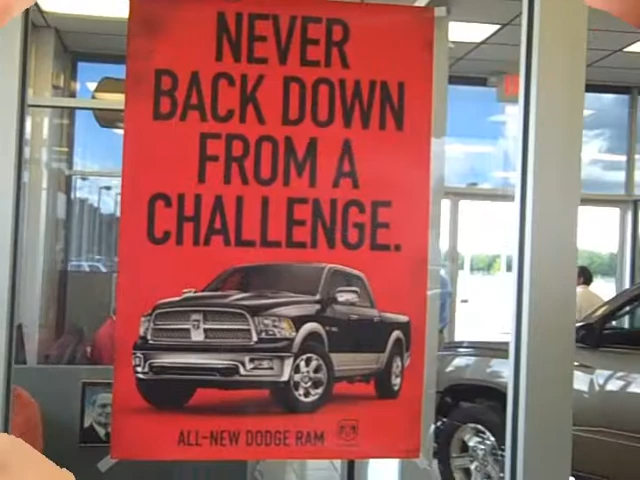 NEVER
BACK DOWN
FROM A
CHALLENGE.
ALL-NEW DODGE RAM